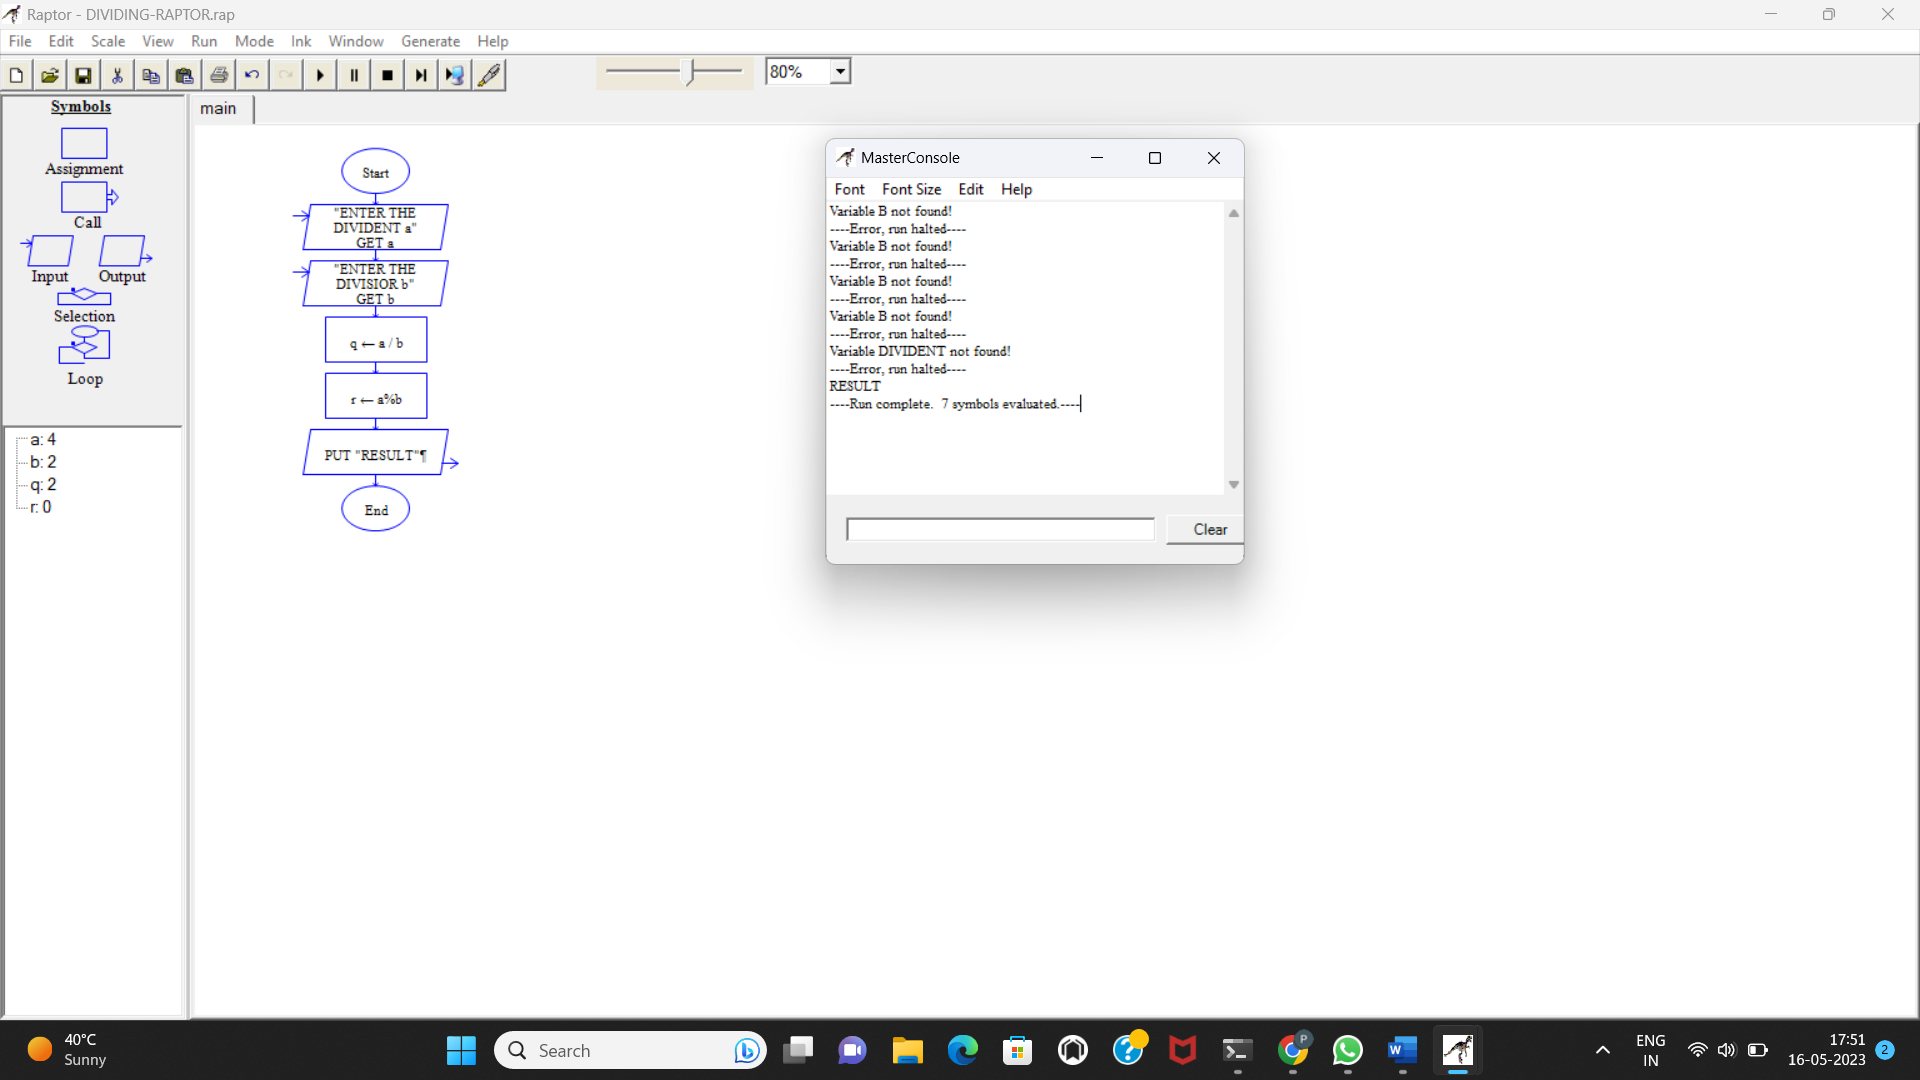 Raptor - DIVIDING-RAPTOR.rap
File Edit Scale View Run Mode Ink Window Generate Help
80%
Symbols
Assignment
Call
Input Output
Selection
Loop
a: 4
b: 2
q: 2
r: 0
main
Start
"ENTER THE
DIVIDENT a"
GET a
"ENTER THE
DIVISIOR b"
GET b
q ← a / b
r ← a%b
PUT "RESULT"¶
End
MasterConsole
Font Font Size Edit Help
Variable B not found!
----Error, run halted----
Variable B not found!
----Error, run halted----
Variable B not found!
----Error, run halted----
Variable B not found!
----Error, run halted----
Variable DIVIDENT not found!
----Error, run halted----
RESULT
----Run complete.  7 symbols evaluated.----
Clear
40°C
Sunny
Search
P
ENG
IN
17:51
16-05-2023
2